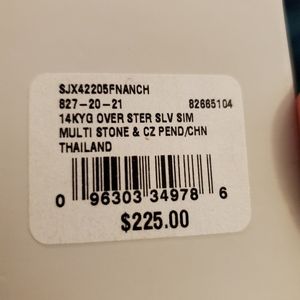 SJX42205FNANCH
827-20-21 82665104
14KYG OVER STER SLV SIM
MULTI STONE & CZ PEND/CHN
THAILAND
0 96303 34978 6
$225.00